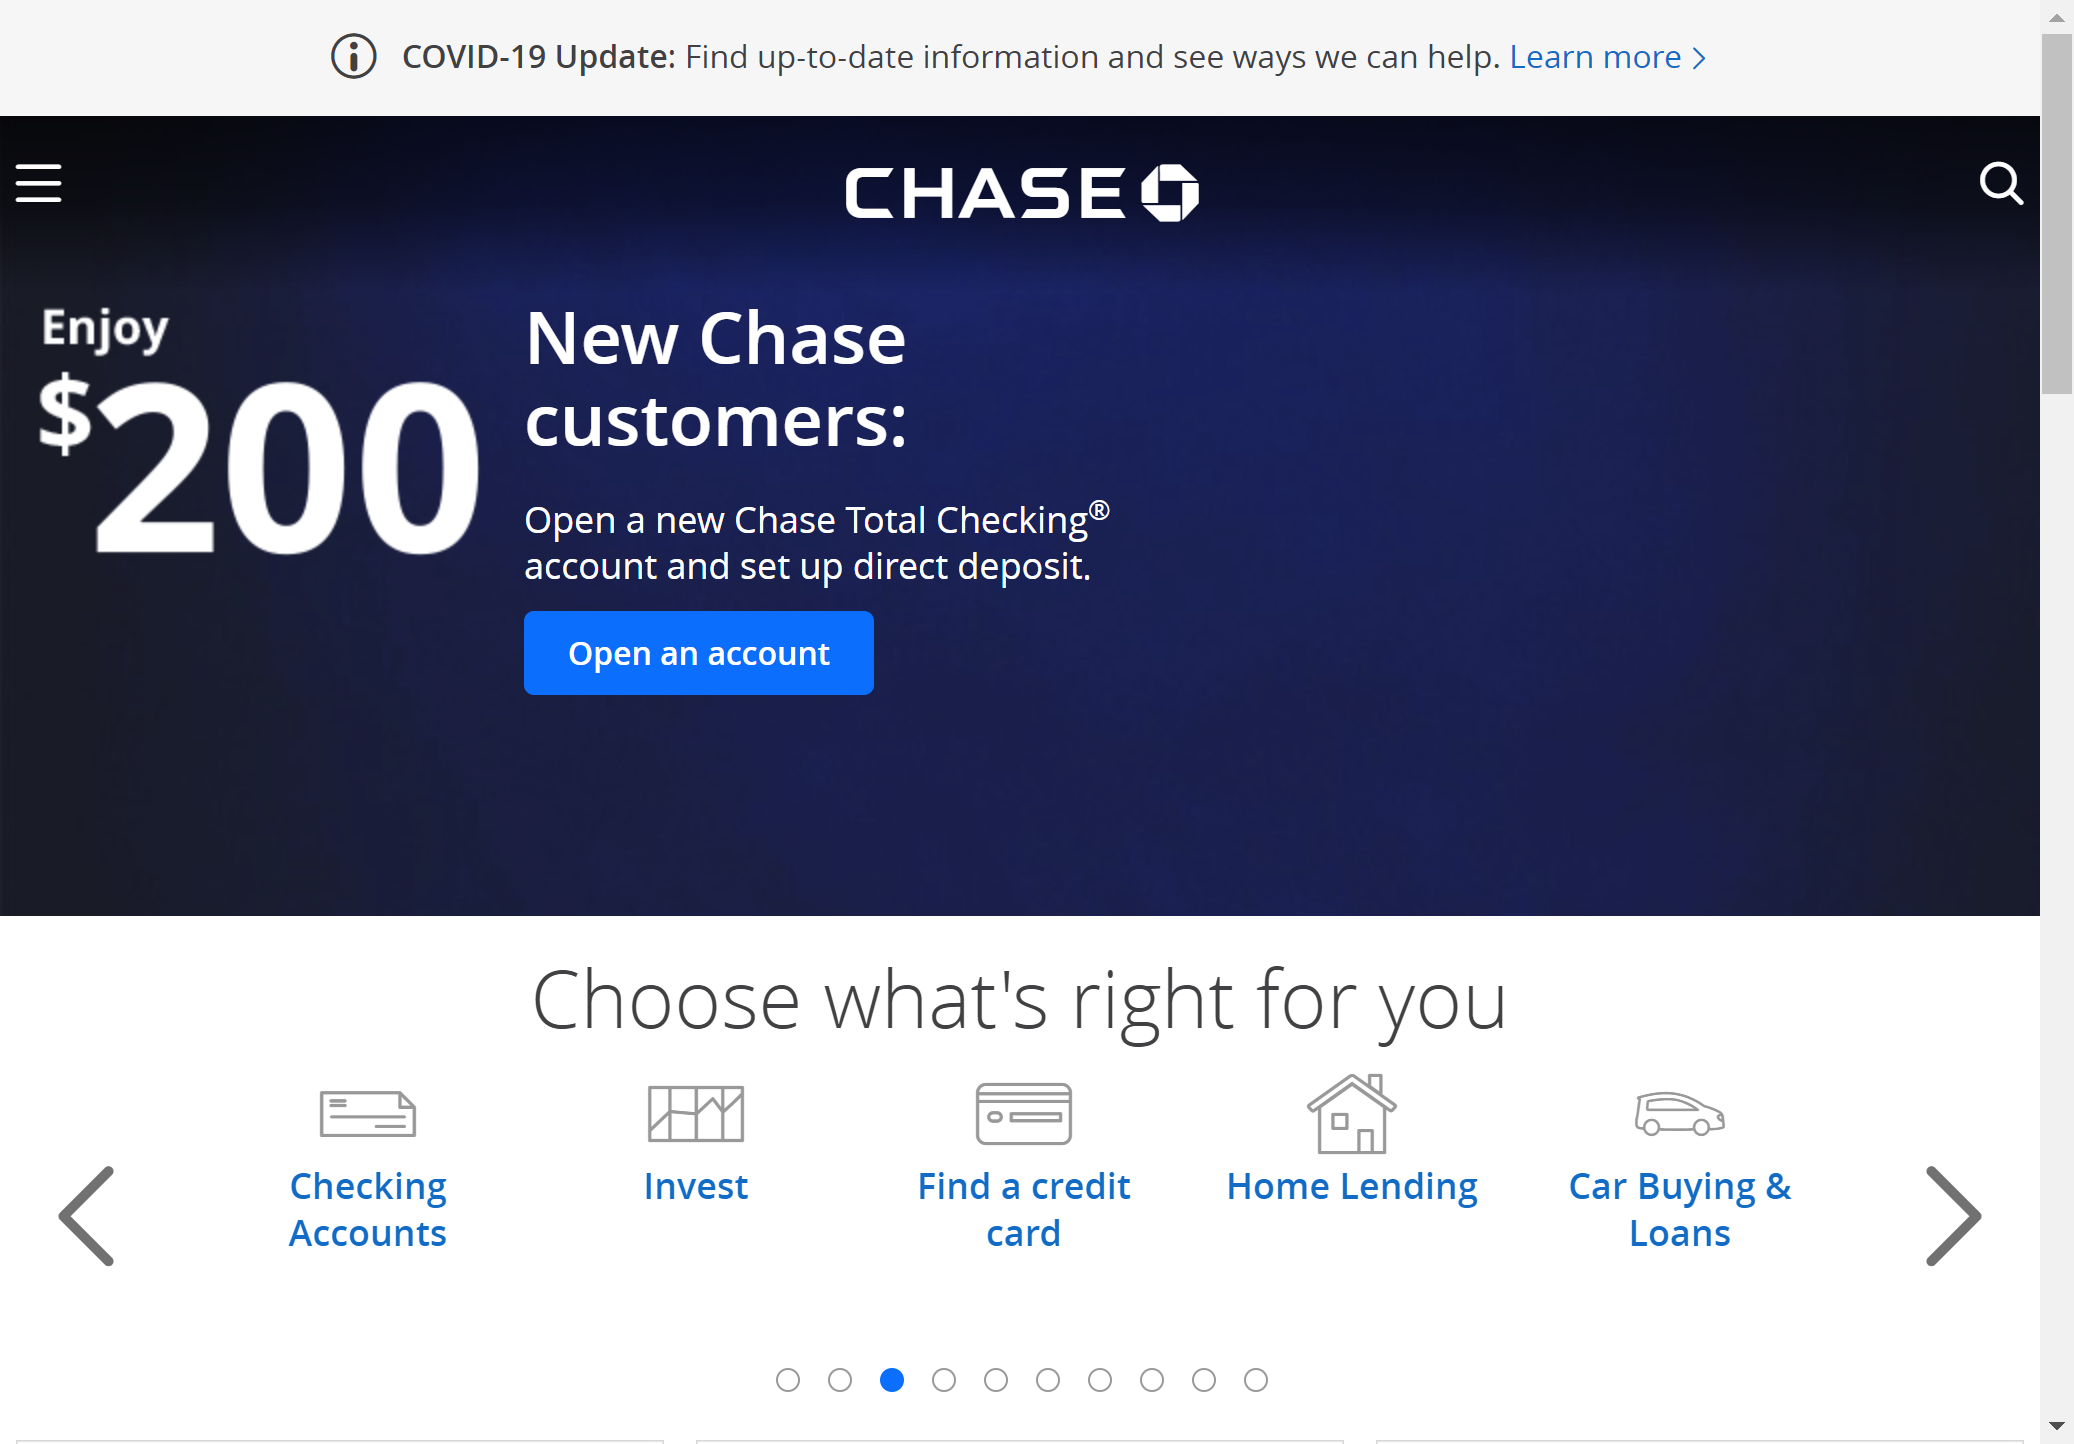 COVID-19 Update: Find up-to-date information and see ways we can help. Learn more
CHASE
Enjoy
$200
New Chase
customers:
Open a new Chase Total Checking®
account and set up direct deposit.
Open an account
Choose what's right for you
Checking
Accounts
Invest
Find a credit
card
Home Lending
Car Buying &
Loans